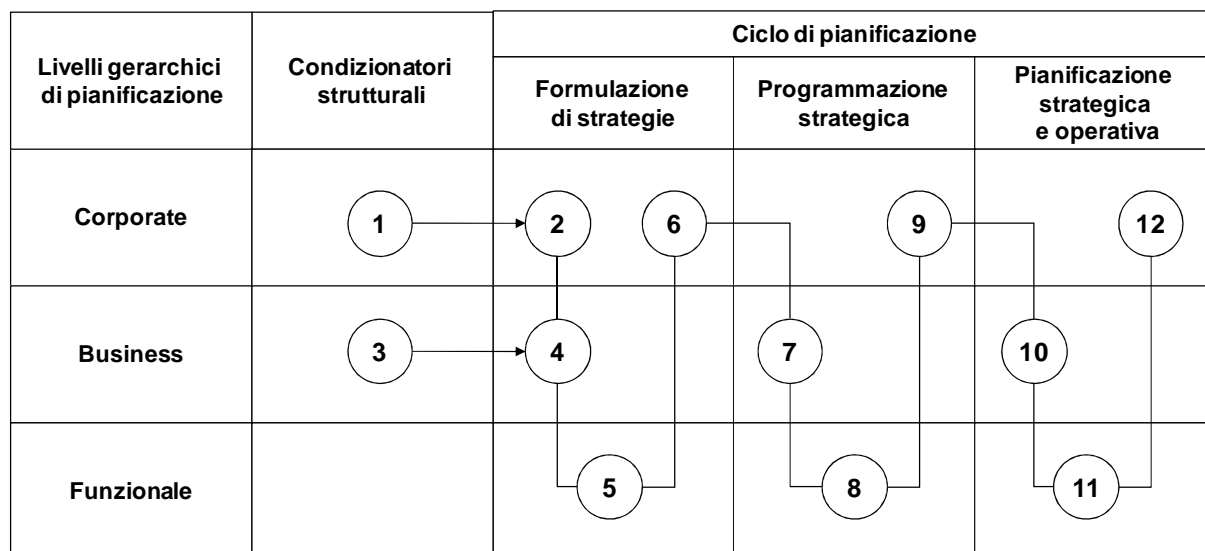 Livelli gerarchici
di pianificazione
Condizionatori
strutturali
Ciclo di pianificazione
Formulazione
di strategie
Programmazione
strategica
Pianificazione
strategica
e operativa
Corporate
1
2
6
9
12
Business
3
4
7
10
Funzionale
5
8
11